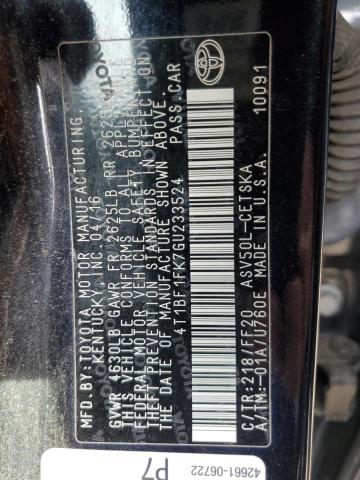 MFD.BY:TOYOTA MOTOR MANUFACTURING,
KENTUCKY, INC. 04/16
GVWR 4630LB GAWR FR 2625LB RR 262
THIS VEHICLE CONFORMS TO ALL APPLICABLE
FEDERAL MOTOR VEHICLE SAFETY, BUMPER,
THEFT PREVENTION STANDARDS IN EFFECT ON
THE DATE OF MANUFACTURE SHOWN ABOVE.
4T1BF1FK7GU233524 PASS.CAR
TOYOTA
C/TR:218/FF20 ASV50L-CETSKA
A/TM:-01A/U760E MADE IN U.S.A. 10091
42661-06722
P7